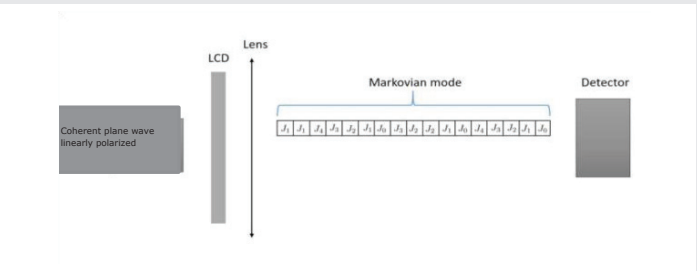 Lens
LCD
Markovian mode
Detector
Coherent plane wave
linearly polarized
J₁ J₁ J₄ J₃ J₂ J₁ J₀ J₃ J₂ J₂ J₁ J₀ J₄ J₃ J₂ J₁ J₀